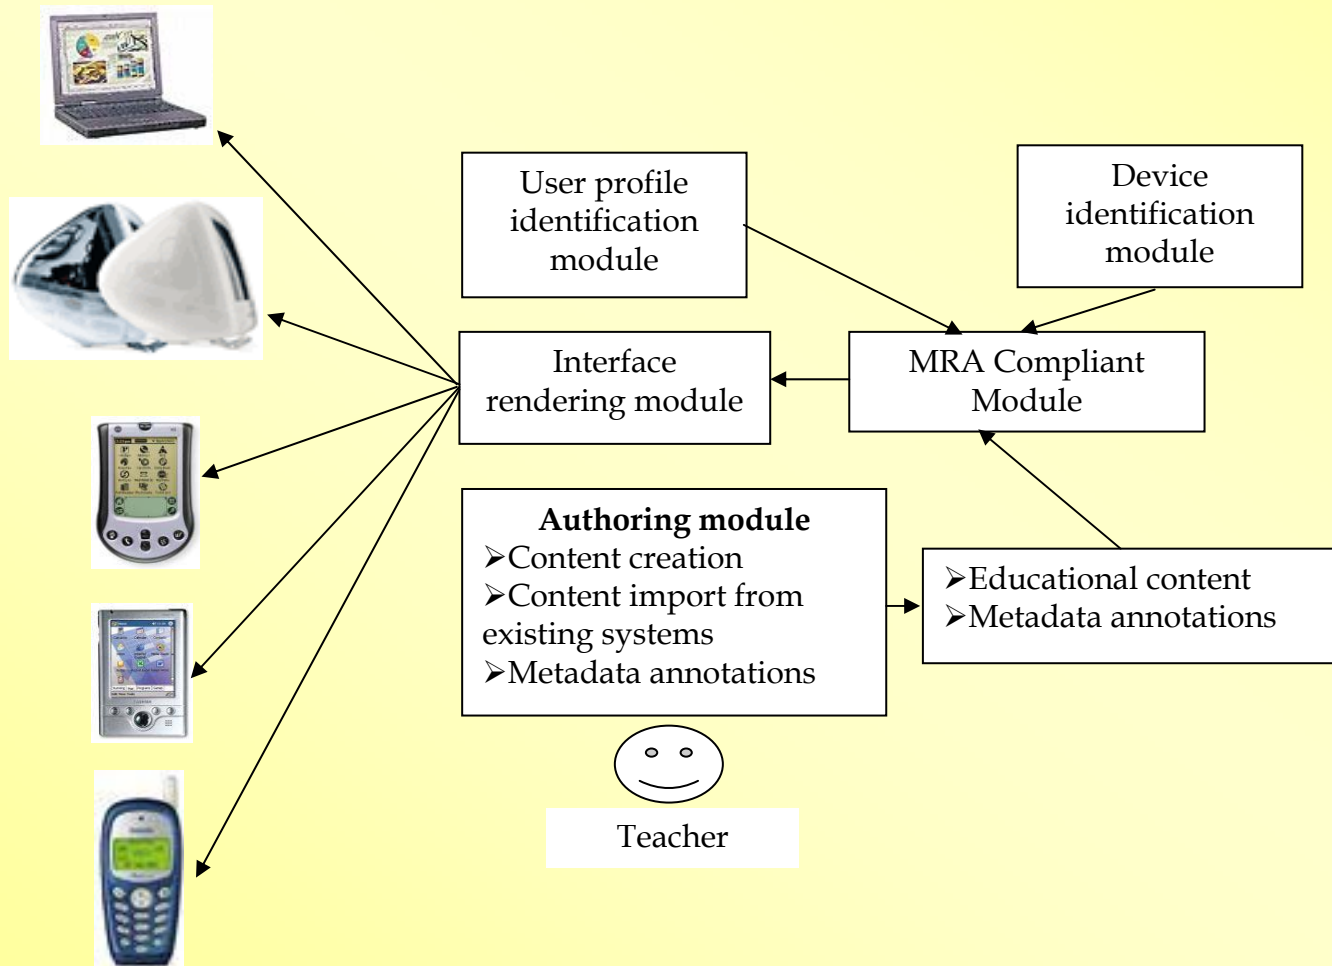 User profile
identification
module
Device
identification
module
Interface
rendering module
MRA Compliant
Module
Authoring module
➢Content creation
➢Content import from
existing systems
➢Metadata annotations
➢Educational content
➢Metadata annotations
Teacher